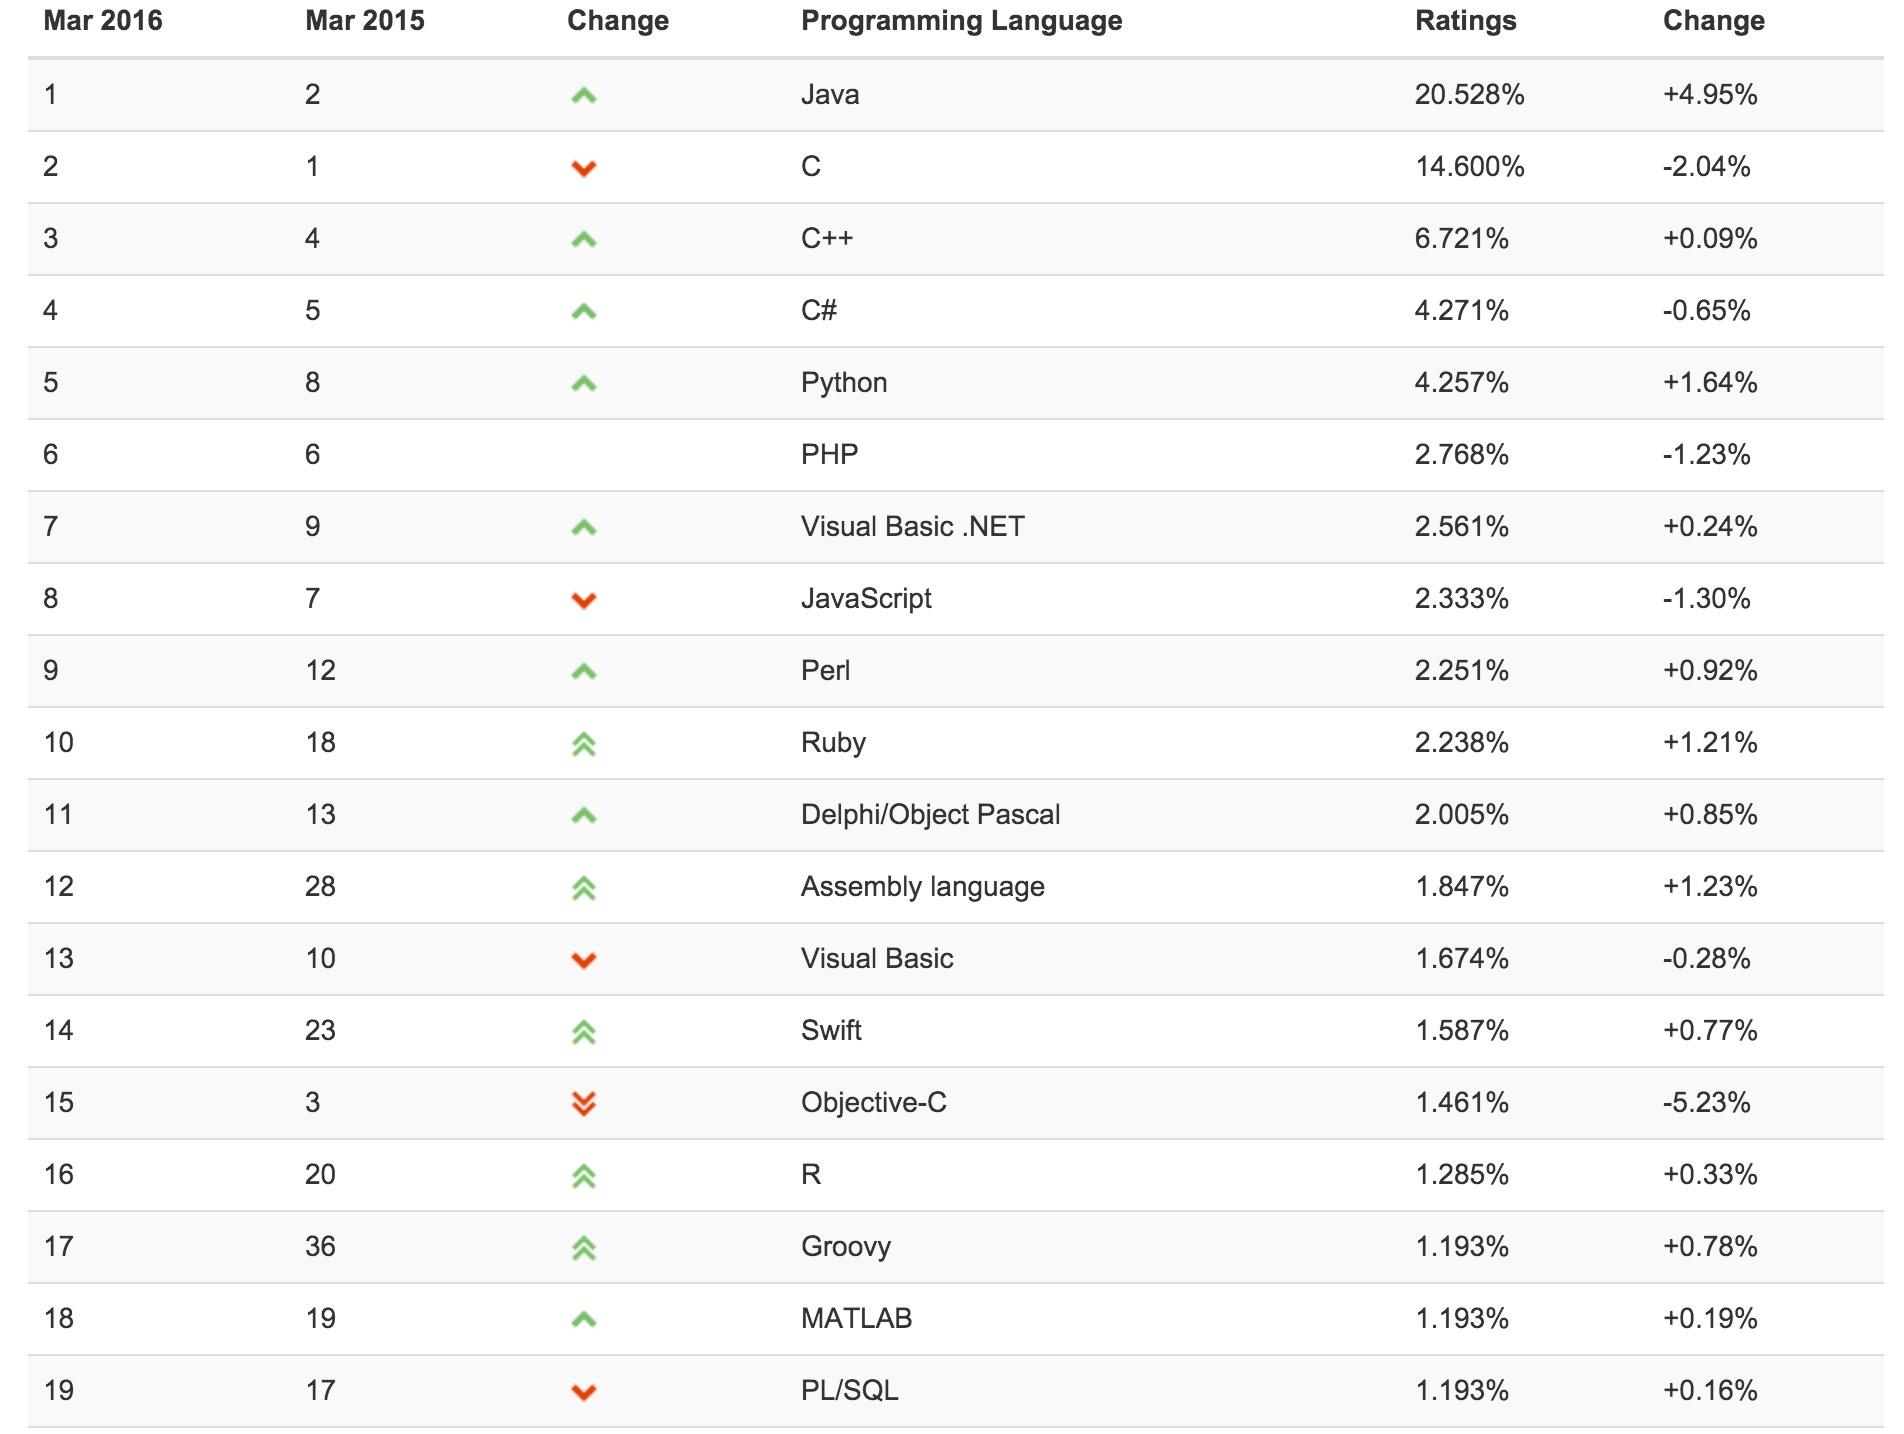 Mar 2016 Mar 2015 Change Programming Language Ratings Change
1 2 Java 20.528% +4.95%
2 1 C 14.600% -2.04%
3 4 C++ 6.721% +0.09%
4 5 C# 4.271% -0.65%
5 8 Python 4.257% +1.64%
6 6 PHP 2.768% -1.23%
7 9 Visual Basic .NET 2.561% +0.24%
8 7 JavaScript 2.333% -1.30%
9 12 Perl 2.251% +0.92%
10 18 Ruby 2.238% +1.21%
11 13 Delphi/Object Pascal 2.005% +0.85%
12 28 Assembly language 1.847% +1.23%
13 10 Visual Basic 1.674% -0.28%
14 23 Swift 1.587% +0.77%
15 3 Objective-C 1.461% -5.23%
16 20 R 1.285% +0.33%
17 36 Groovy 1.193% +0.78%
18 19 MATLAB 1.193% +0.19%
19 17 PL/SQL 1.193% +0.16%